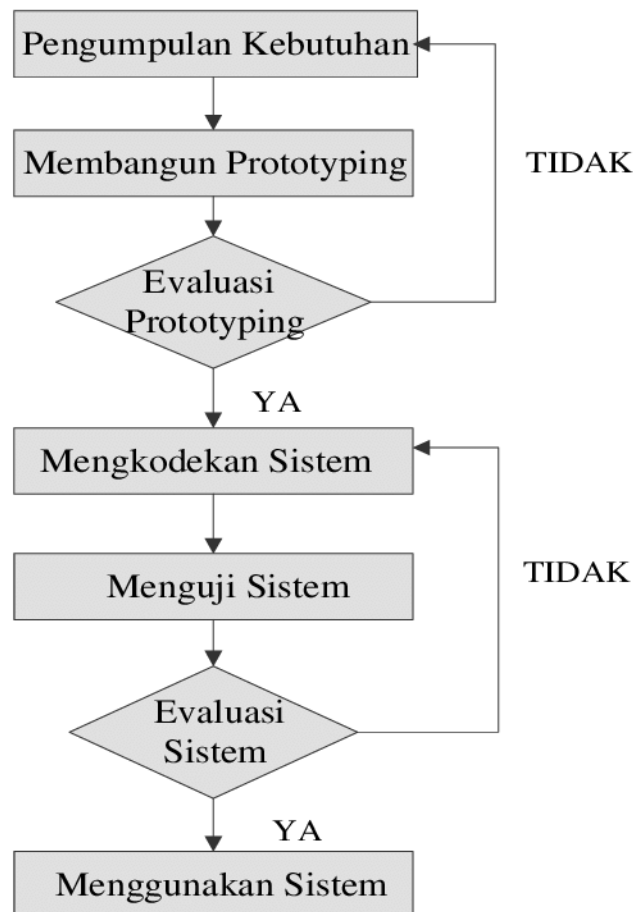 Pengumpulan Kebutuhan
Membangun Prototyping
TIDAK
Evaluasi
Prototyping
YA
Mengkodekan Sistem
Menguji Sistem
TIDAK
Evaluasi
Sistem
YA
Menggunakan Sistem